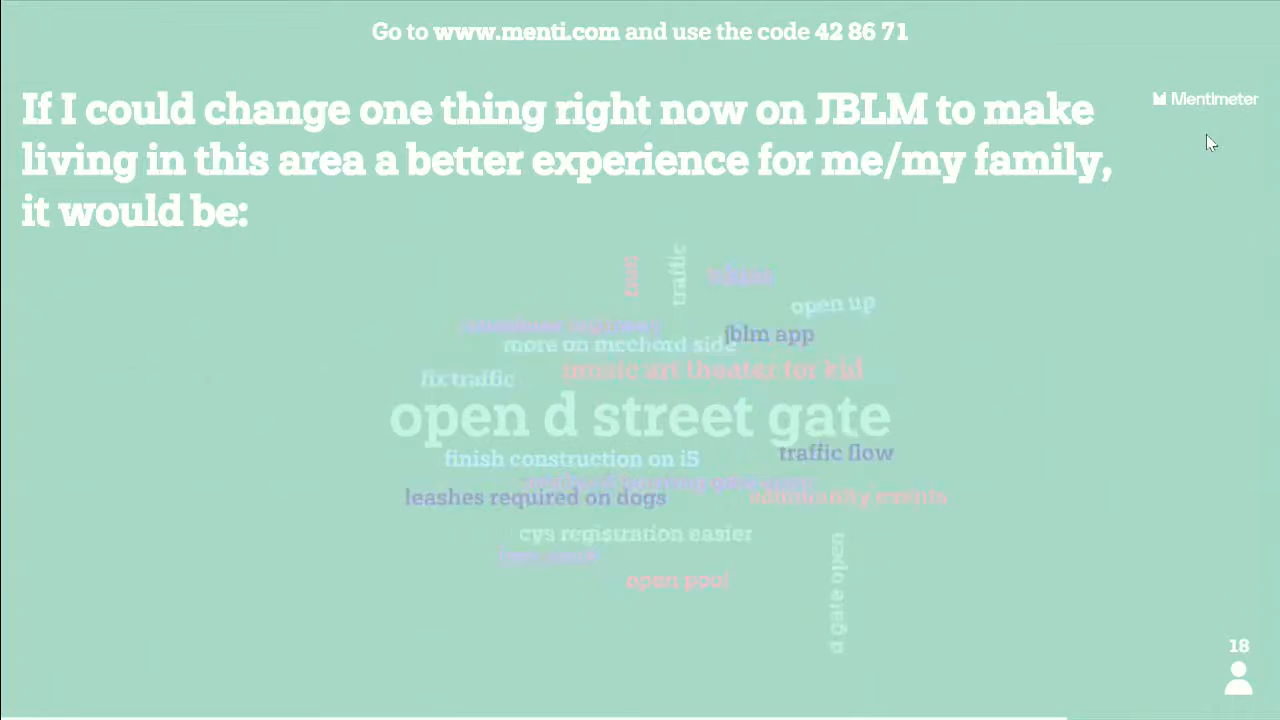 Go to www.menti.com and use the code 42 86 71
If I could change one thing right now on JBLM to make
living in this area a better experience for me/my family,
it would be:
Mentimeter
traffic
open up
jblm app
more on mcchord side
music art theater for kid
fix traffic
open d street gate
traffic flow
finish construction on i5
leashes required on dogs
community events
cys registration easier
open pool
d gate open
18